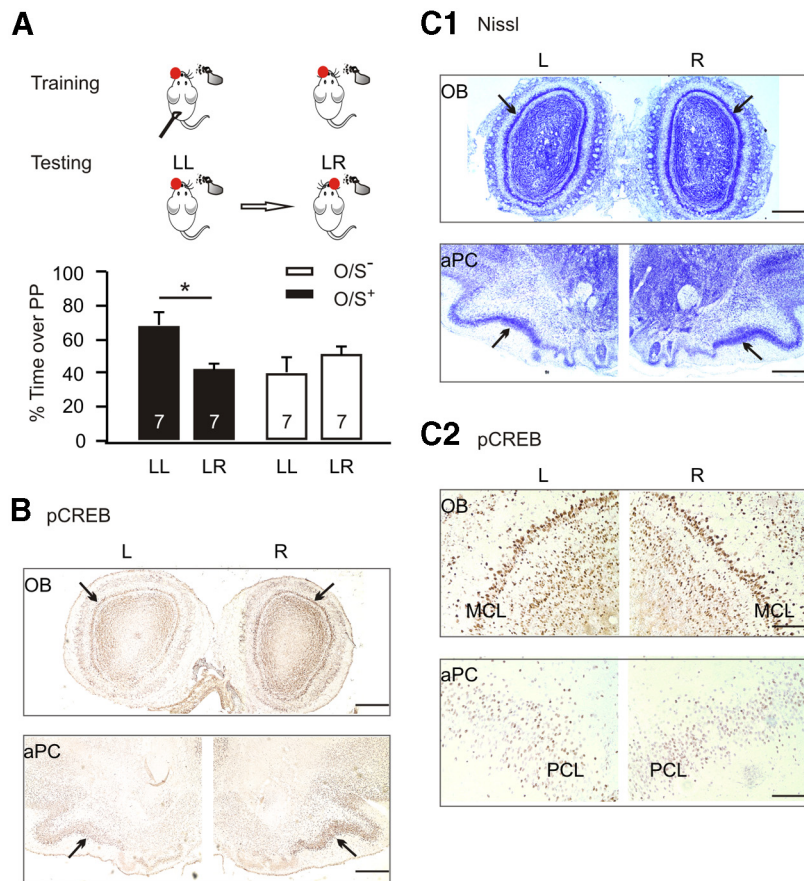 A
Training
Testing
LL
LR
O/S⁻
O/S⁺
% Time over PP
100
80
60
40
20
0
*
7
7
7
7
LL LR LL LR
B pCREB
L R
OB
aPC
C1 Nissl
L R
OB
aPC
C2 pCREB
L R
OB
MCL MCL
aPC
PCL PCL